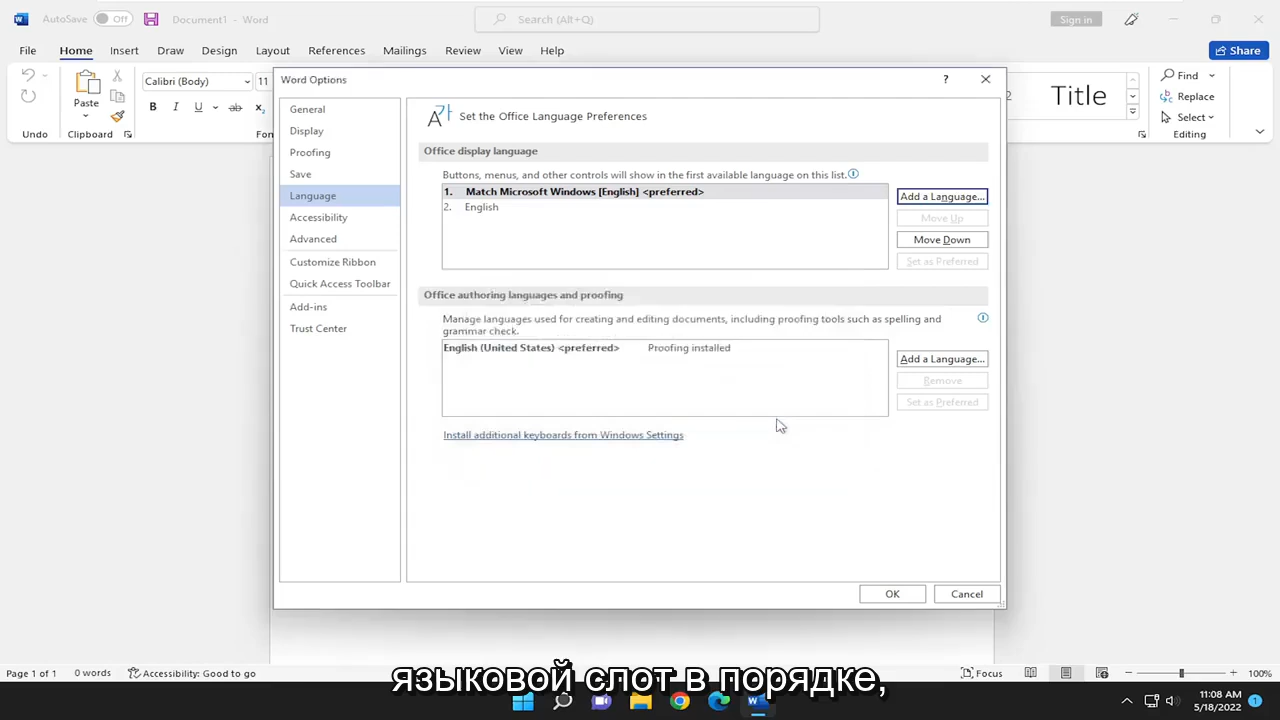 AutoSave Off Document1 - Word Search (Alt+Q) Sign in
File Home Insert Draw Design Layout References Mailings Review View Help Share
Calibri (Body) 11
Paste
B I U ab x
Title
Find
Replace
Select
Undo Clipboard Fon Editing
Word Options ?
General
Display
Proofing
Save
Language
Accessibility
Advanced
Customize Ribbon
Quick Access Toolbar
Add-ins
Trust Center
Set the Office Language Preferences
Office display language
Buttons, menus, and other controls will show in the first available language on this list.
1. Match Microsoft Windows [English] <preferred>
2. English
Add a Language...
Move Up
Move Down
Set as Preferred
Office authoring languages and proofing
Manage languages used for creating and editing documents, including proofing tools such as spelling and
grammar check.
English (United States) <preferred> Proofing installed
Add a Language...
Remove
Set as Preferred
Install additional keyboards from Windows Settings
OK Cancel
Page 1 of 1 0 words Accessibility: Good to go Focus 100%
языковой слот в порядке,
11:08 AM
5/18/2022
1